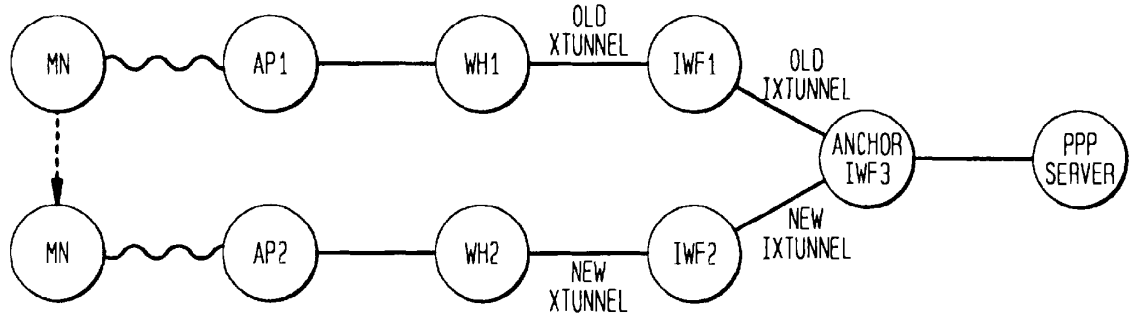 MN
AP1
WH1
OLD
XTUNNEL
IWF1
OLD
IXTUNNEL
ANCHOR
IWF3
PPP
SERVER
MN
AP2
WH2
NEW
XTUNNEL
IWF2
NEW
IXTUNNEL